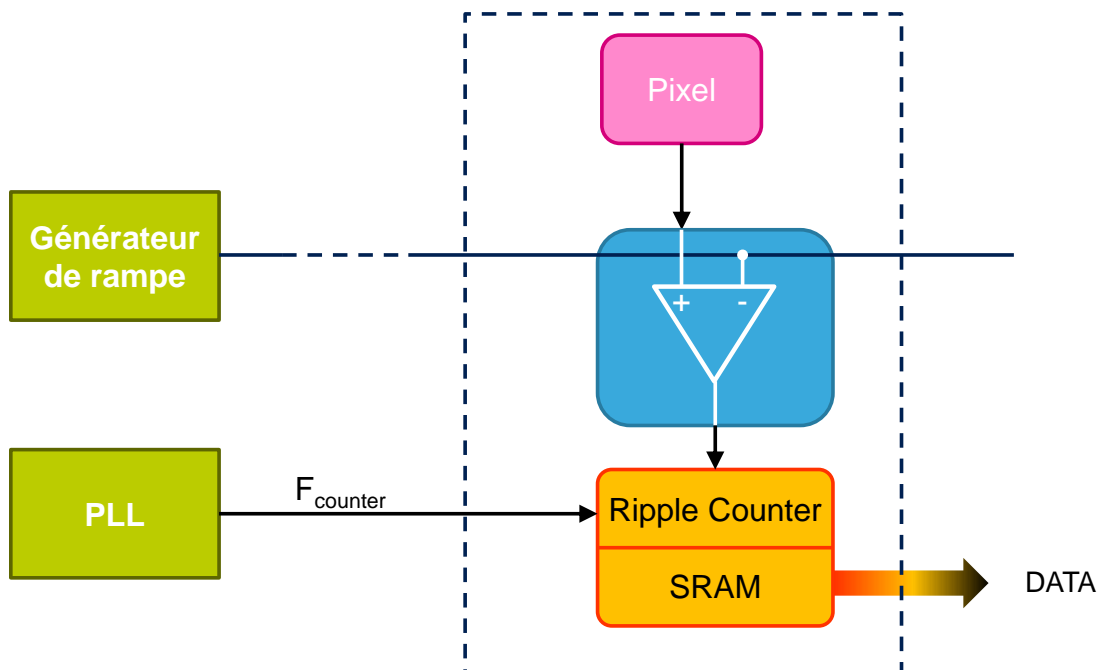 Pixel
Générateur
de rampe
+ -
PLL
Fcounter
Ripple Counter
SRAM
DATA